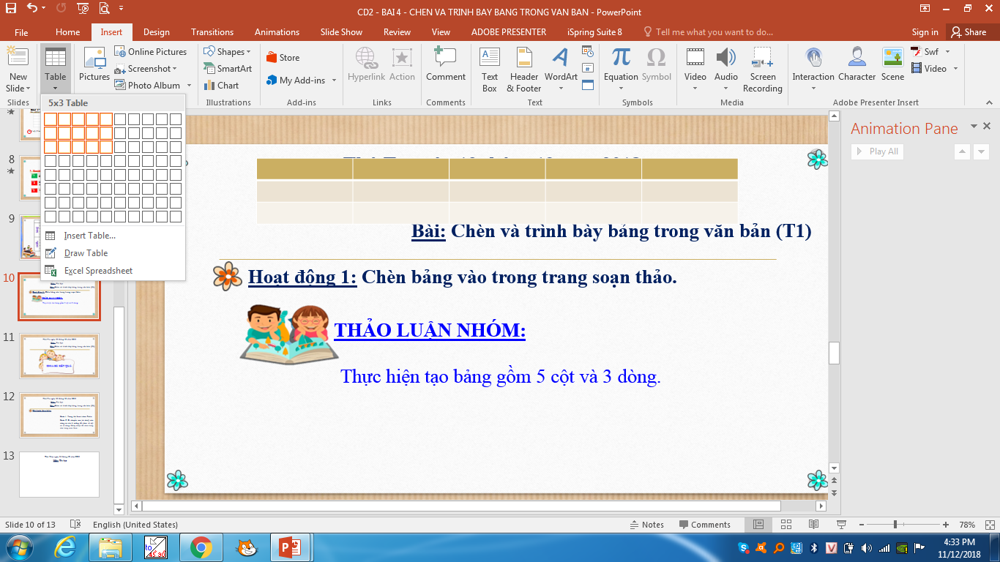 CD2 - BAI 4 - CHEN VA TRINH BAY BANG TRONG VAN BAN - PowerPoint
File Home Insert Design Transitions Animations Slide Show Review View ADOBE PRESENTER iSpring Suite 8 Tell me what you want to do... Sign in Share
New Slide
Slides
Table
Pictures
Online Pictures
Screenshot
Photo Album
Shapes
SmartArt
Chart
Illustrations
Store
My Add-ins
Add-ins
Hyperlink
Action
Comment
Comments
Text Box
Header & Footer
WordArt
Text
Equation
Symbol
Symbols
Video
Audio
Screen Recording
Media
Interaction
Character
Scene
Swf
Video
Adobe Presenter Insert
5x3 Table
Insert Table...
Draw Table
Excel Spreadsheet
8
9
10
11
12
13
Bài: Chèn và trình bày bảng trong văn bản (T1)
Hoạt động 1: Chèn bảng vào trong trang soạn thảo.
THẢO LUẬN NHÓM:
Thực hiện tạo bảng gồm 5 cột và 3 dòng.
Animation Pane
Play All
Slide 10 of 13 English (United States) Notes Comments 78%
4:33 PM
11/12/2018